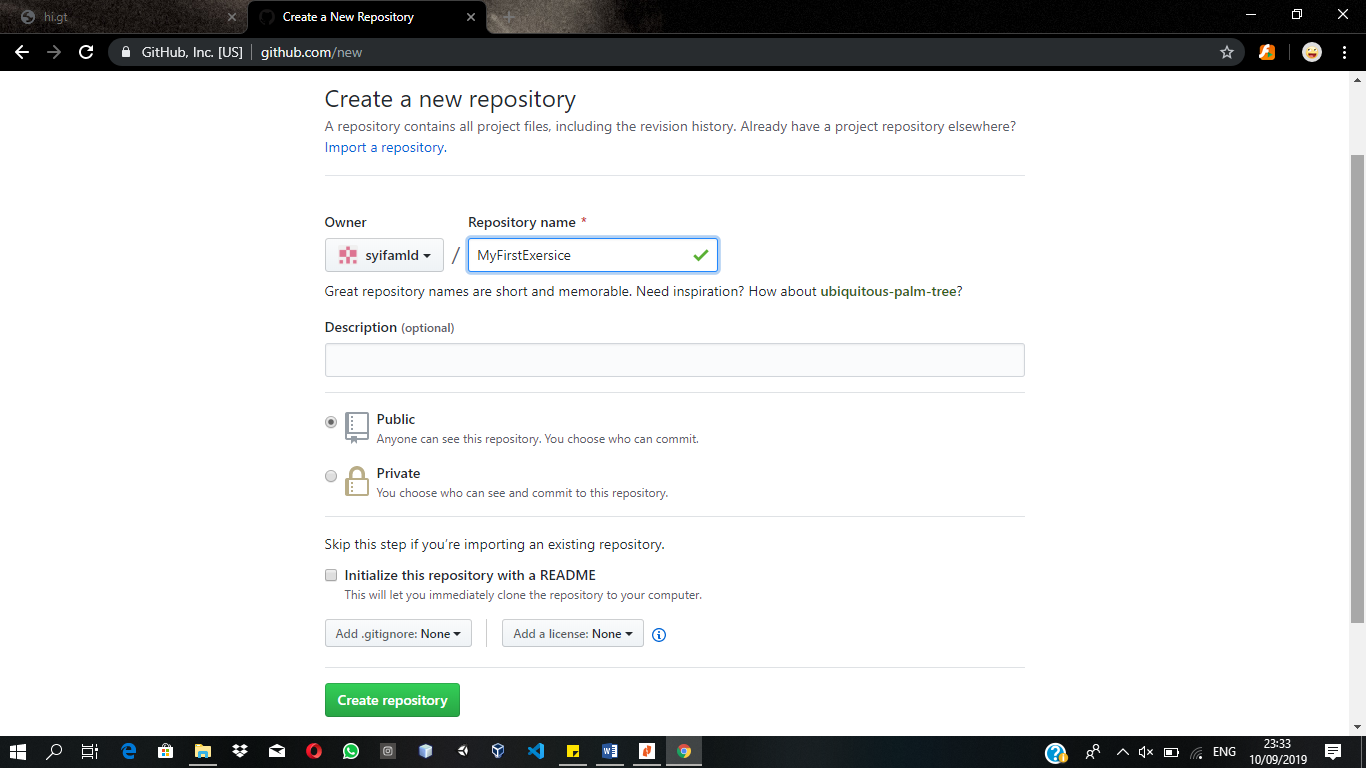 hi.gt
Create a New Repository
GitHub, Inc. [US] github.com/new
Create a new repository
A repository contains all project files, including the revision history. Already have a project repository elsewhere?
Import a repository.
Owner Repository name *
syifamld / MyFirstExersice
Great repository names are short and memorable. Need inspiration? How about ubiquitous-palm-tree?
Description (optional)
Public
Anyone can see this repository. You choose who can commit.
Private
You choose who can see and commit to this repository.
Skip this step if you’re importing an existing repository.
Initialize this repository with a README
This will let you immediately clone the repository to your computer.
Add .gitignore: None Add a license: None
Create repository
ENG
23:33
10/09/2019